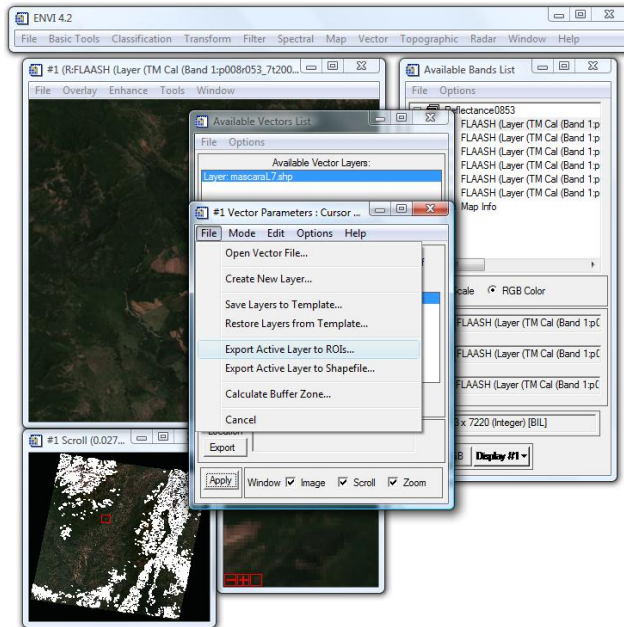 ENVI 4.2
File Basic Tools Classification Transform Filter Spectral Map Vector Topographic Radar Window Help
#1 (R:FLAASH (Layer (TM Cal (Band 1:p008r053_7t200...
File Overlay Enhance Tools Window
Available Bands List
File Options
Reflectance0853
FLAASH (Layer (TM Cal (Band 1:p
FLAASH (Layer (TM Cal (Band 1:p
FLAASH (Layer (TM Cal (Band 1:p
FLAASH (Layer (TM Cal (Band 1:p
FLAASH (Layer (TM Cal (Band 1:p
FLAASH (Layer (TM Cal (Band 1:p
Map Info
RGB Color
FLAASH (Layer (TM Cal (Band 1:p(
FLAASH (Layer (TM Cal (Band 1:p(
FLAASH (Layer (TM Cal (Band 1:p(
x 7220 (Integer) [BIL]
Display #1
Available Vectors List
File Options
Available Vector Layers:
Layer: mascaraL7.shp
#1 Vector Parameters : Cursor ...
File Mode Edit Options Help
Open Vector File...
Create New Layer...
Save Layers to Template...
Restore Layers from Template...
Export Active Layer to ROIs...
Export Active Layer to Shapefile...
Calculate Buffer Zone...
Cancel
Location
Export
Apply Window Image Scroll Zoom
#1 Scroll (0.027...